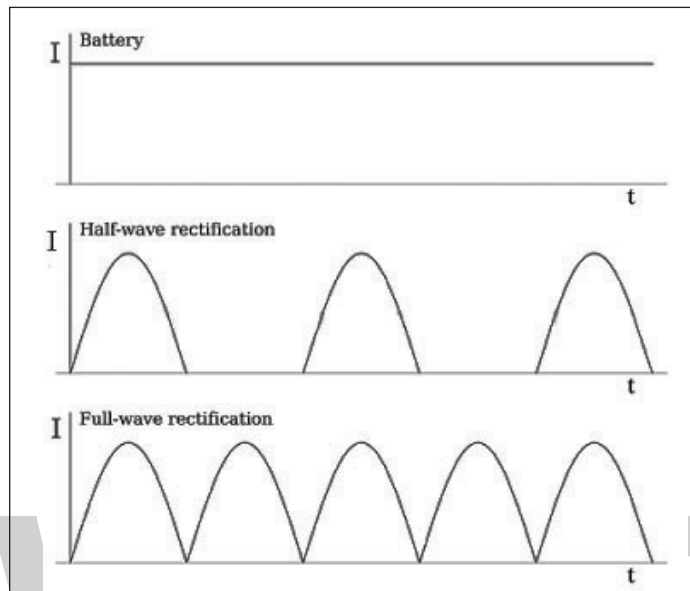 Battery
I
t
Half-wave rectification
I
t
Full-wave rectification
I
t